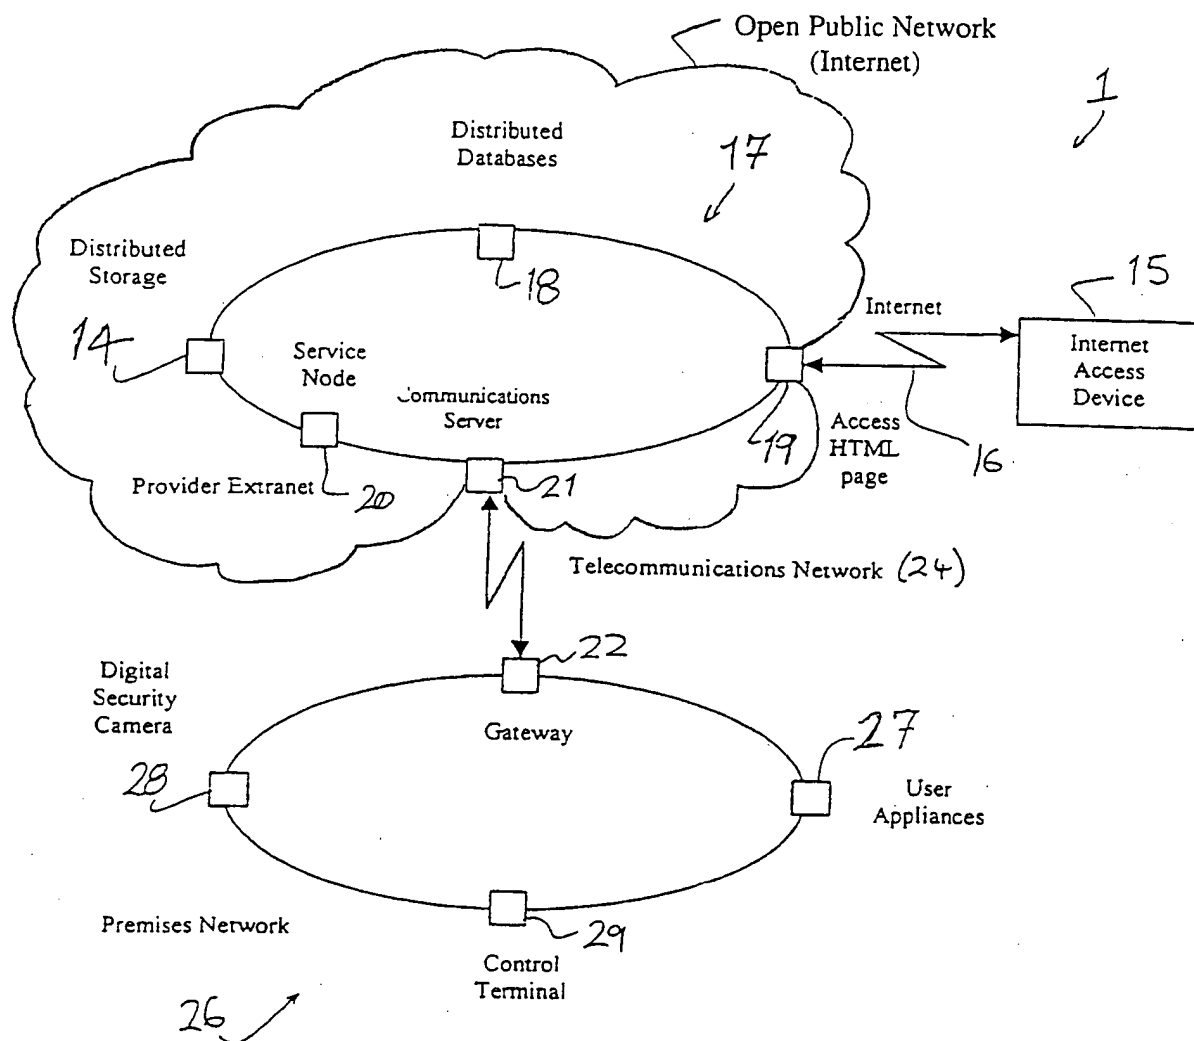 Open Public Network
(Internet)
1
Distributed
Databases
17
Distributed
Storage
18
15
Internet
14
Service
Node
Internet
Access
Device
Communications
Server
Access
HTML
page
19
16
Provider Extranet
20
21
Telecommunications Network (24)
22
Digital
Security
Camera
Gateway
27
28
User
Appliances
Premises Network
29
Control
Terminal
26